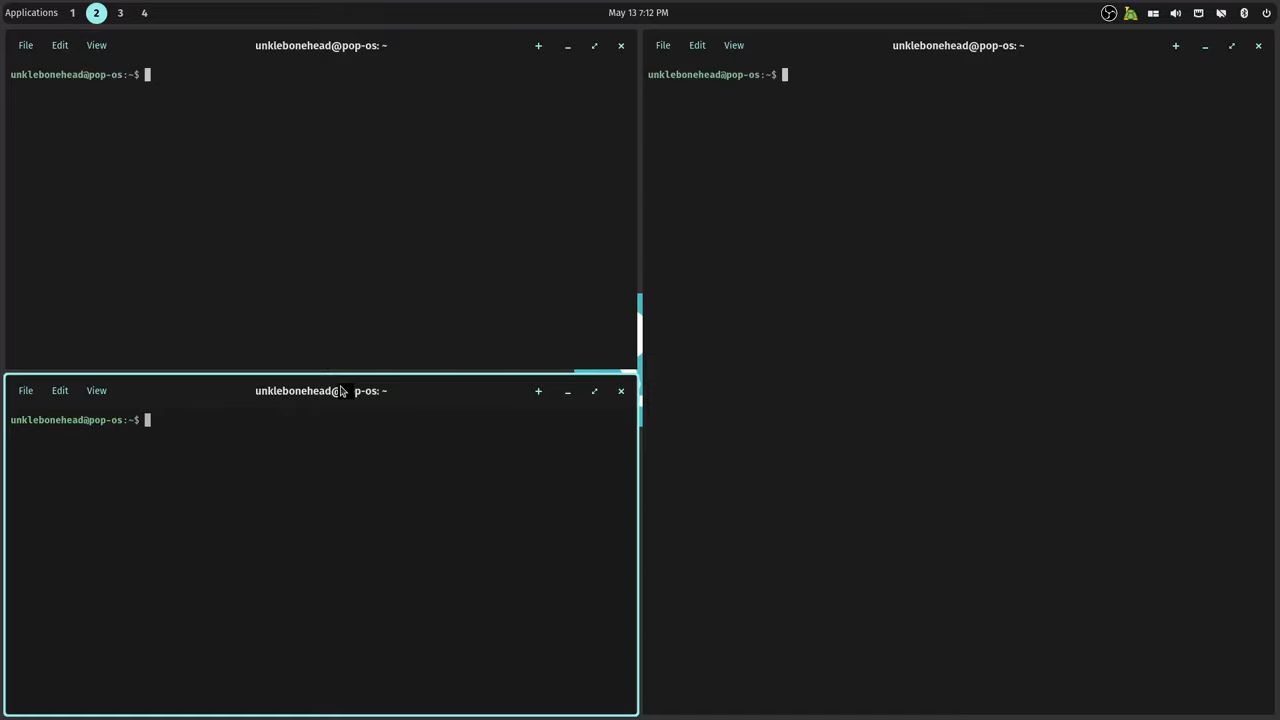 Applications 1 2 3 4 May 13 7:12 PM
File Edit View unklebonehead@pop-os: ~
unklebonehead@pop-os:~$
File Edit View unklebonehead@pop-os: ~
unklebonehead@pop-os:~$
File Edit View unklebonehead@ p-os: ~
unklebonehead@pop-os:~$